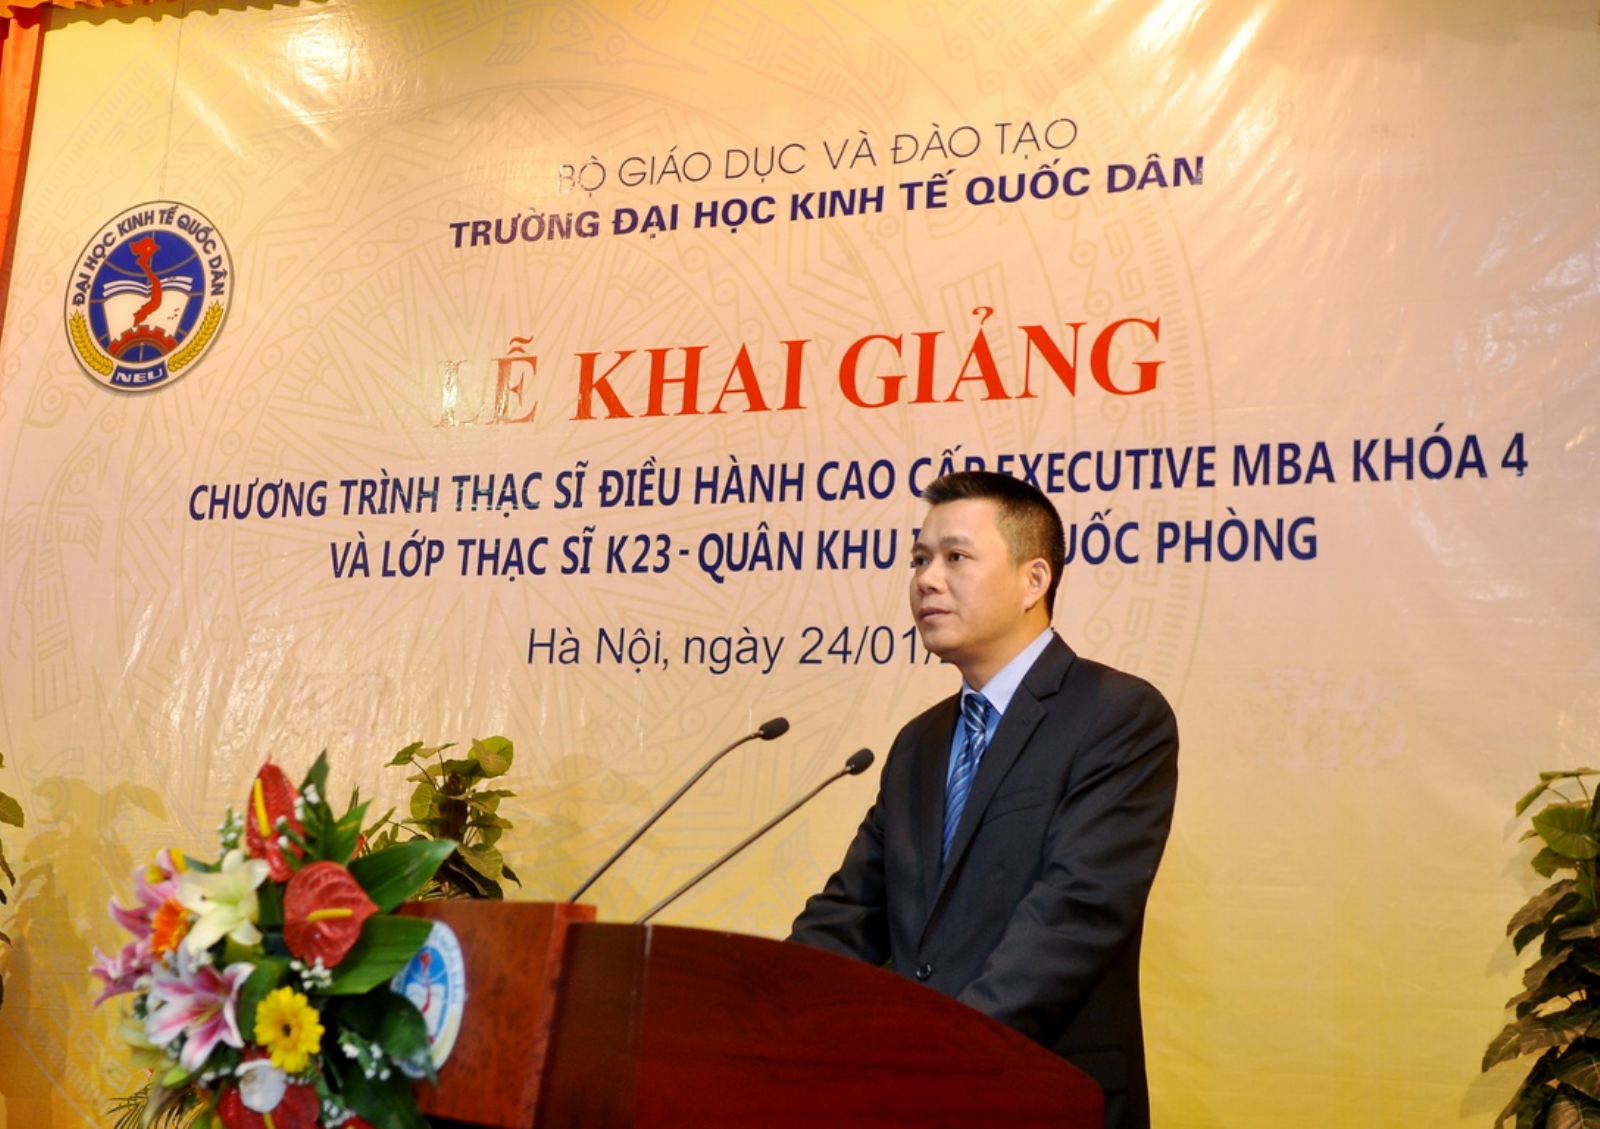 BỘ GIÁO DỤC VÀ ĐÀO TẠO
TRƯỜNG ĐẠI HỌC KINH TẾ QUỐC DÂN
ĐẠI HỌC KINH TẾ QUỐC DÂN
NEU
LỄ KHAI GIẢNG
CHƯƠNG TRÌNH THẠC SĨ ĐIỀU HÀNH CAO CẤP EXECUTIVE MBA KHÓA 4
VÀ LỚP THẠC SĨ K23 - QUÂN KHU UỐC PHÒNG
Hà Nội, ngày 24/01/